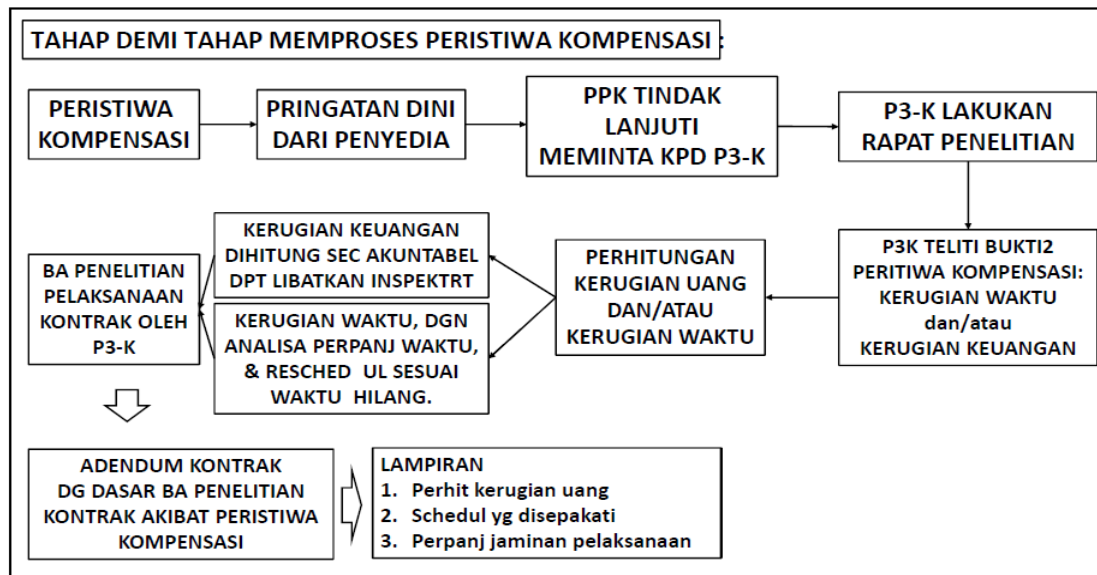 TAHAP DEMI TAHAP MEMPROSES PERISTIWA KOMPENSASI :
PERISTIWA
KOMPENSASI
PRINGATAN DINI
DARI PENYEDIA
PPK TINDAK
LANJUTI
MEMINTA KPD P3-K
P3-K LAKUKAN
RAPAT PENELITIAN
P3K TELITI BUKTI2
PERITIWA KOMPENSASI:
KERUGIAN WAKTU
dan/atau
KERUGIAN KEUANGAN
PERHITUNGAN
KERUGIAN UANG
DAN/ATAU
KERUGIAN WAKTU
KERUGIAN KEUANGAN
DIHITUNG SEC AKUNTABEL
DPT LIBATKAN INSPEKTRT
KERUGIAN WAKTU, DGN
ANALISA PERPANJ WAKTU,
& RESCHED UL SESUAI
WAKTU HILANG.
BA PENELITIAN
PELAKSANAAN
KONTRAK OLEH
P3-K
ADENDUM KONTRAK
DG DASAR BA PENELITIAN
KONTRAK AKIBAT PERISTIWA
KOMPENSASI
LAMPIRAN
1. Perhit kerugian uang
2. Schedul yg disepakati
3. Perpanj jaminan pelaksanaan